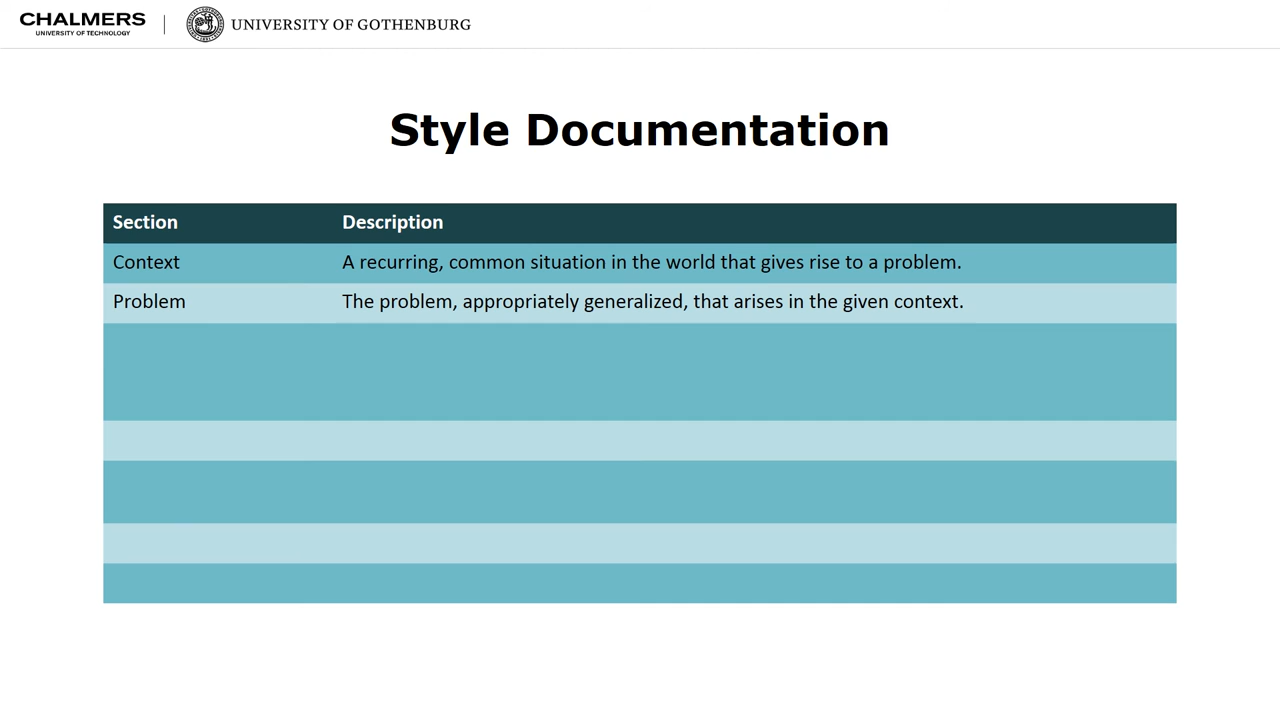 CHALMERS
UNIVERSITY OF TECHNOLOGY
UNIVERSITY OF GOTHENBURG
Style Documentation
Section Description
Context A recurring, common situation in the world that gives rise to a problem.
Problem The problem, appropriately generalized, that arises in the given context.